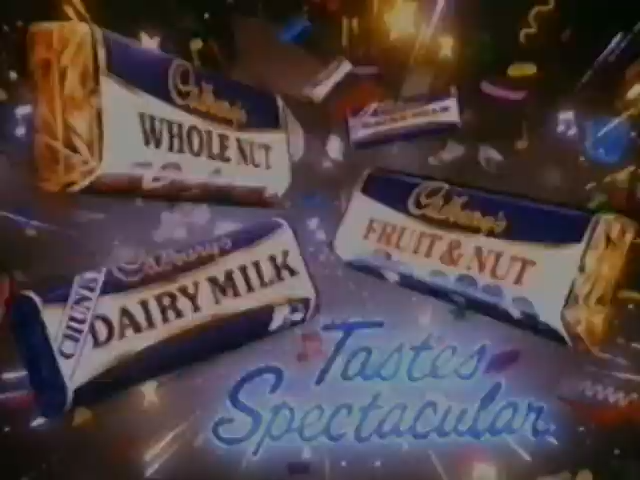 Cadbury's
WHOLE NUT
Cadbury's
FRUIT & NUT
Cadbury's
CHUNKY
DAIRY MILK
Tastes
Spectacular.